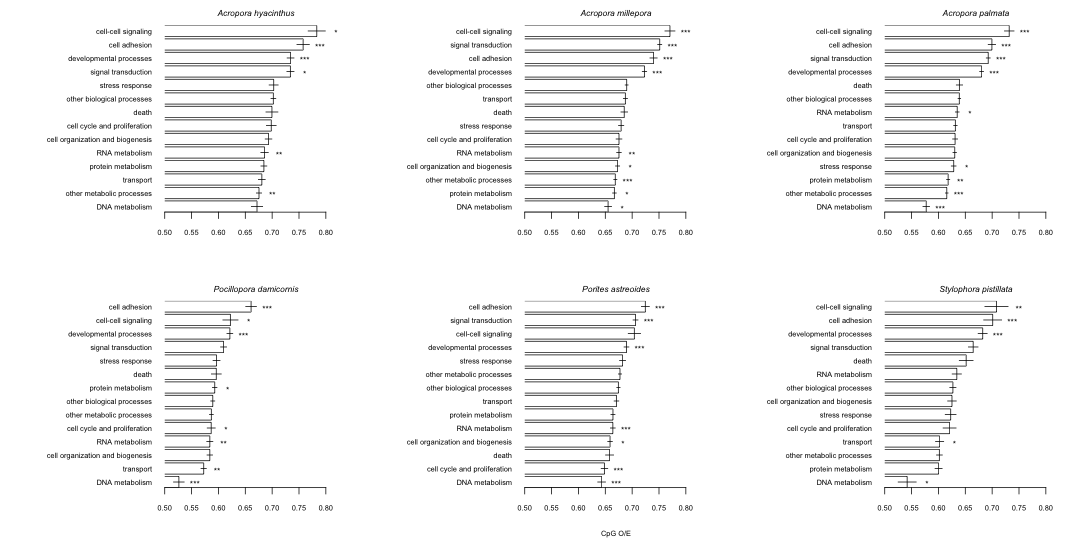 Acropora hyacinthus
cell-cell signaling *
cell adhesion ***
developmental processes ***
signal transduction *
stress response
other biological processes
death
cell cycle and proliferation
cell organization and biogenesis
RNA metabolism **
protein metabolism
transport
other metabolic processes **
DNA metabolism
0.50 0.55 0.60 0.65 0.70 0.75 0.80
Acropora millepora
cell-cell signaling ***
signal transduction ***
cell adhesion ***
developmental processes ***
other biological processes
transport
death
stress response
cell cycle and proliferation
RNA metabolism **
cell organization and biogenesis *
other metabolic processes ***
protein metabolism *
DNA metabolism *
0.50 0.55 0.60 0.65 0.70 0.75 0.80
Acropora palmata
cell-cell signaling ***
cell adhesion ***
signal transduction ***
developmental processes ***
death
other biological processes
RNA metabolism *
transport
cell cycle and proliferation
cell organization and biogenesis
stress response *
protein metabolism **
other metabolic processes ***
DNA metabolism ***
0.50 0.55 0.60 0.65 0.70 0.75 0.80
Pocillopora damicornis
cell adhesion ***
cell-cell signaling *
developmental processes ***
signal transduction
stress response
death
protein metabolism *
other biological processes
other metabolic processes
cell cycle and proliferation *
RNA metabolism **
cell organization and biogenesis
transport **
DNA metabolism ***
0.50 0.55 0.60 0.65 0.70 0.75 0.80
Porites astreoides
cell adhesion ***
signal transduction ***
cell-cell signaling
developmental processes ***
stress response
other metabolic processes
other biological processes
transport
protein metabolism
RNA metabolism ***
cell organization and biogenesis *
death
cell cycle and proliferation ***
DNA metabolism ***
0.50 0.55 0.60 0.65 0.70 0.75 0.80
Stylophora pistillata
cell-cell signaling **
cell adhesion ***
developmental processes ***
signal transduction
death
RNA metabolism
other biological processes
cell organization and biogenesis
stress response
cell cycle and proliferation
transport *
other metabolic processes
protein metabolism
DNA metabolism *
0.50 0.55 0.60 0.65 0.70 0.75 0.80
CpG O/E